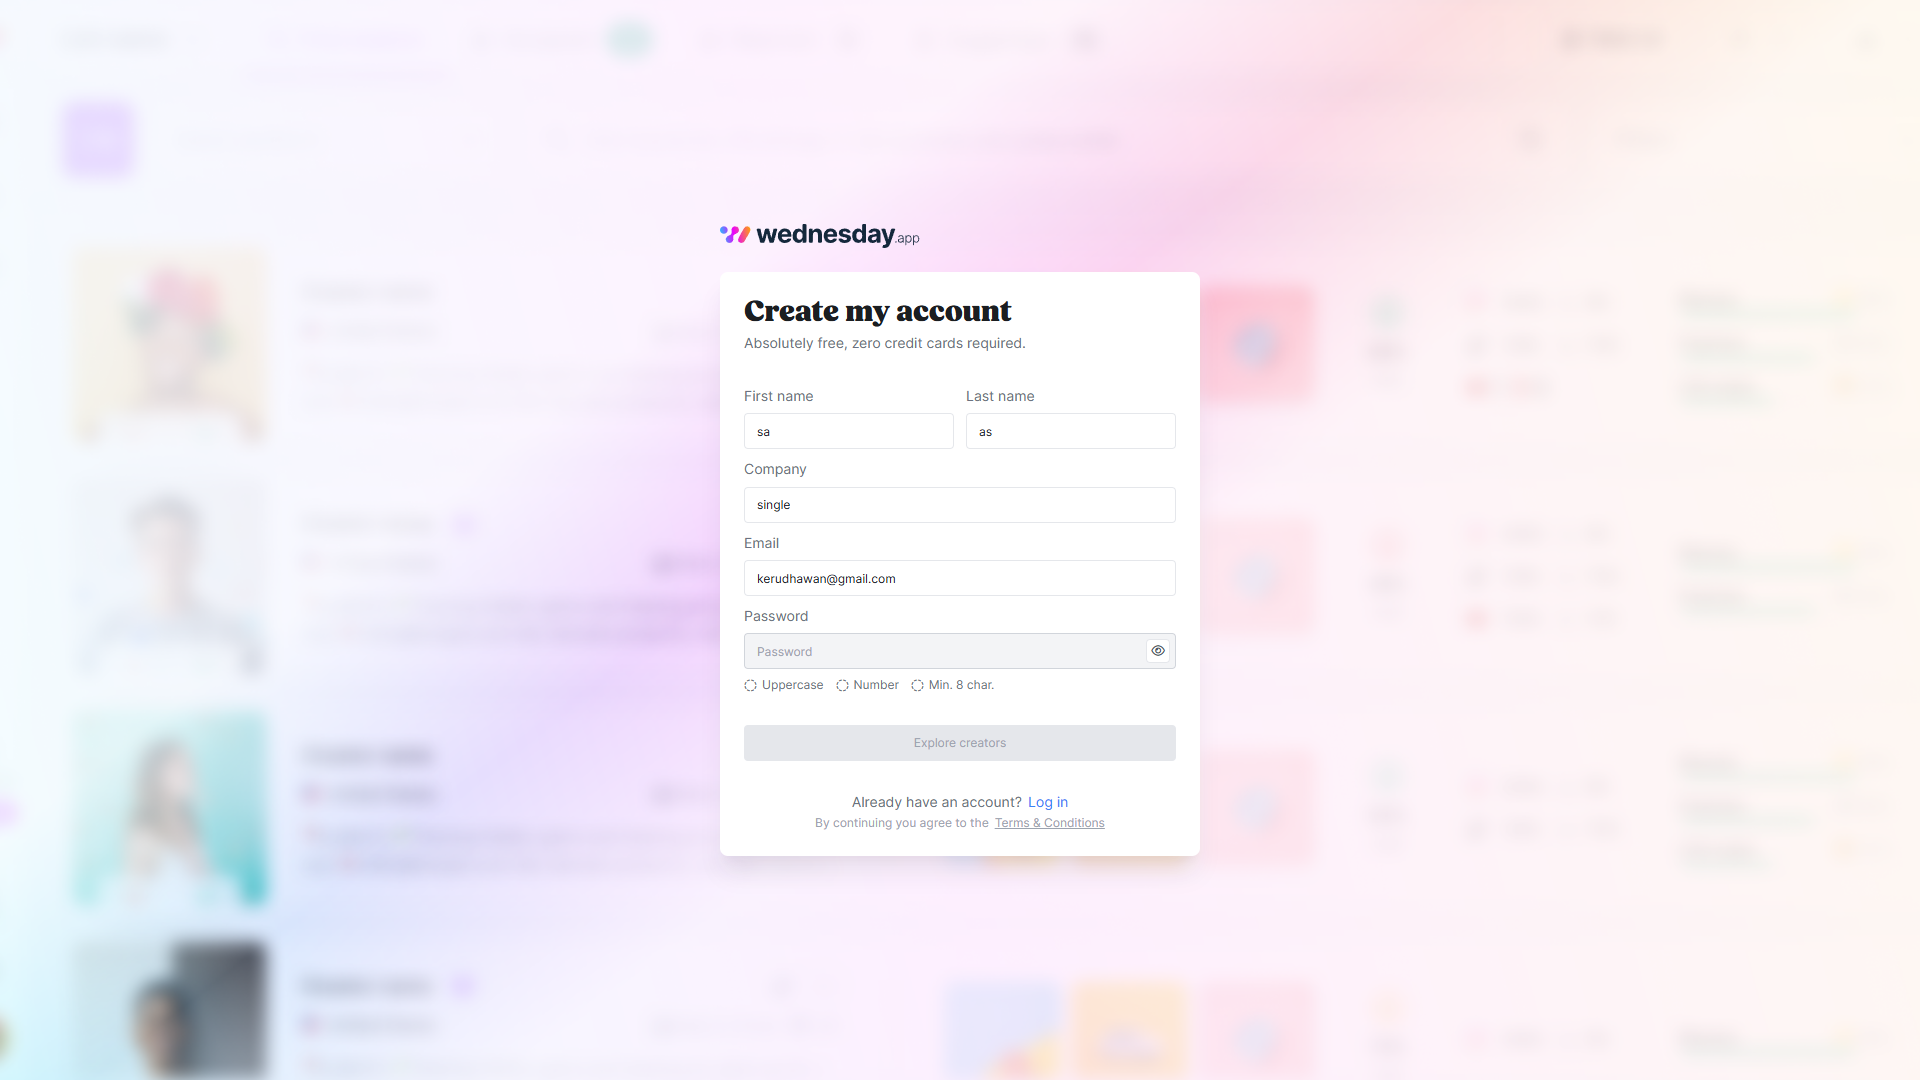 wednesday.app
Create my account
Absolutely free, zero credit cards required.
First name Last name
sa as
Company
single
Email
kerudhawan@gmail.com
Password
Password
Uppercase Number Min. 8 char.
Explore creators
Already have an account? Log in
By continuing you agree to the Terms & Conditions